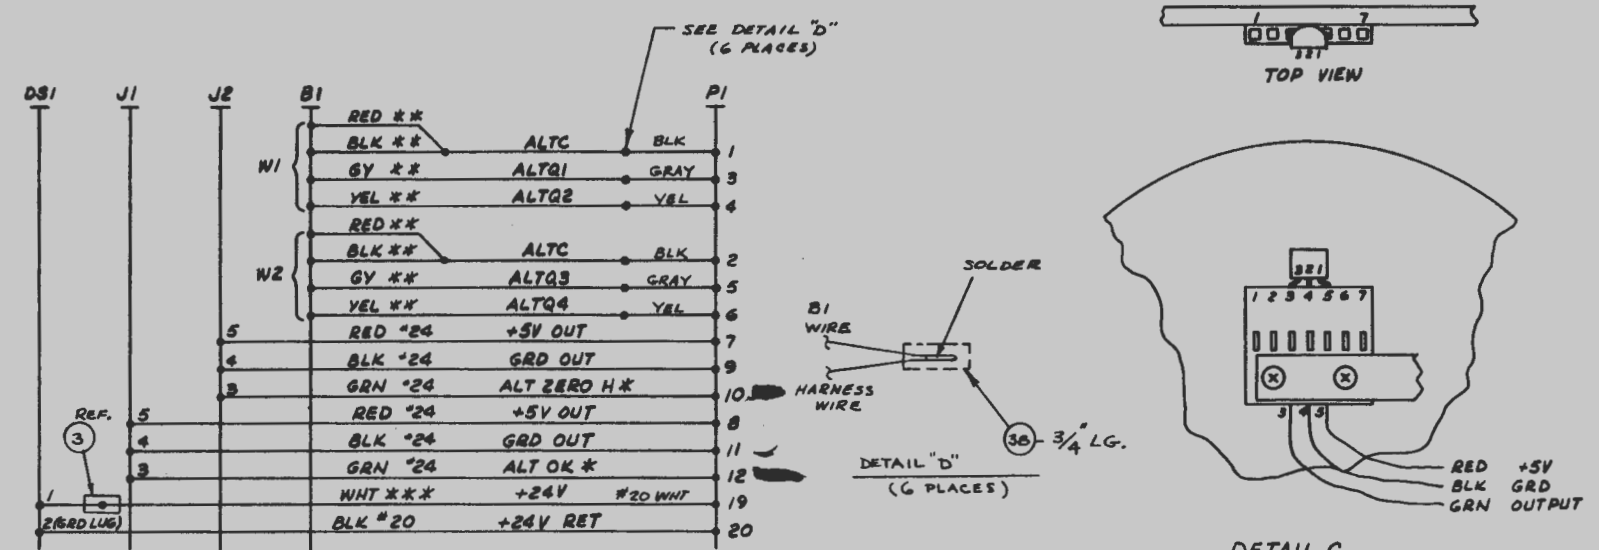 SEE DETAIL "D"
(6 PLACES)
1 7
321
TOP VIEW
DS1 J1 J2 B1 P1
RED **
W1 BLK ** ALTC BLK 1
GY ** ALTQ1 GRAY 3
YEL ** ALTQ2 YEL 4
RED **
W2 BLK ** ALTC BLK 2
GY ** ALTQ3 GRAY 5
YEL ** ALTQ4 YEL 6
5 RED #24 +5V OUT 7
4 BLK #24 GRD OUT 9
3 GRN #24 ALT ZERO H * 10
5 RED #24 +5V OUT 8
4 BLK #24 GRD OUT 11
3 GRN #24 ALT OK * 12
REF.
3
1 WHT *** +24V #20 WHT 19
2(GRD LUG) BLK #20 +24V RET 20
SOLDER
B1
WIRE
HARNESS
WIRE
38 3/4" LG.
DETAIL "D"
(6 PLACES)
321
1 2 3 4 5 6 7
3 4 5
RED +5V
BLK GRD
GRN OUTPUT
DETAIL C